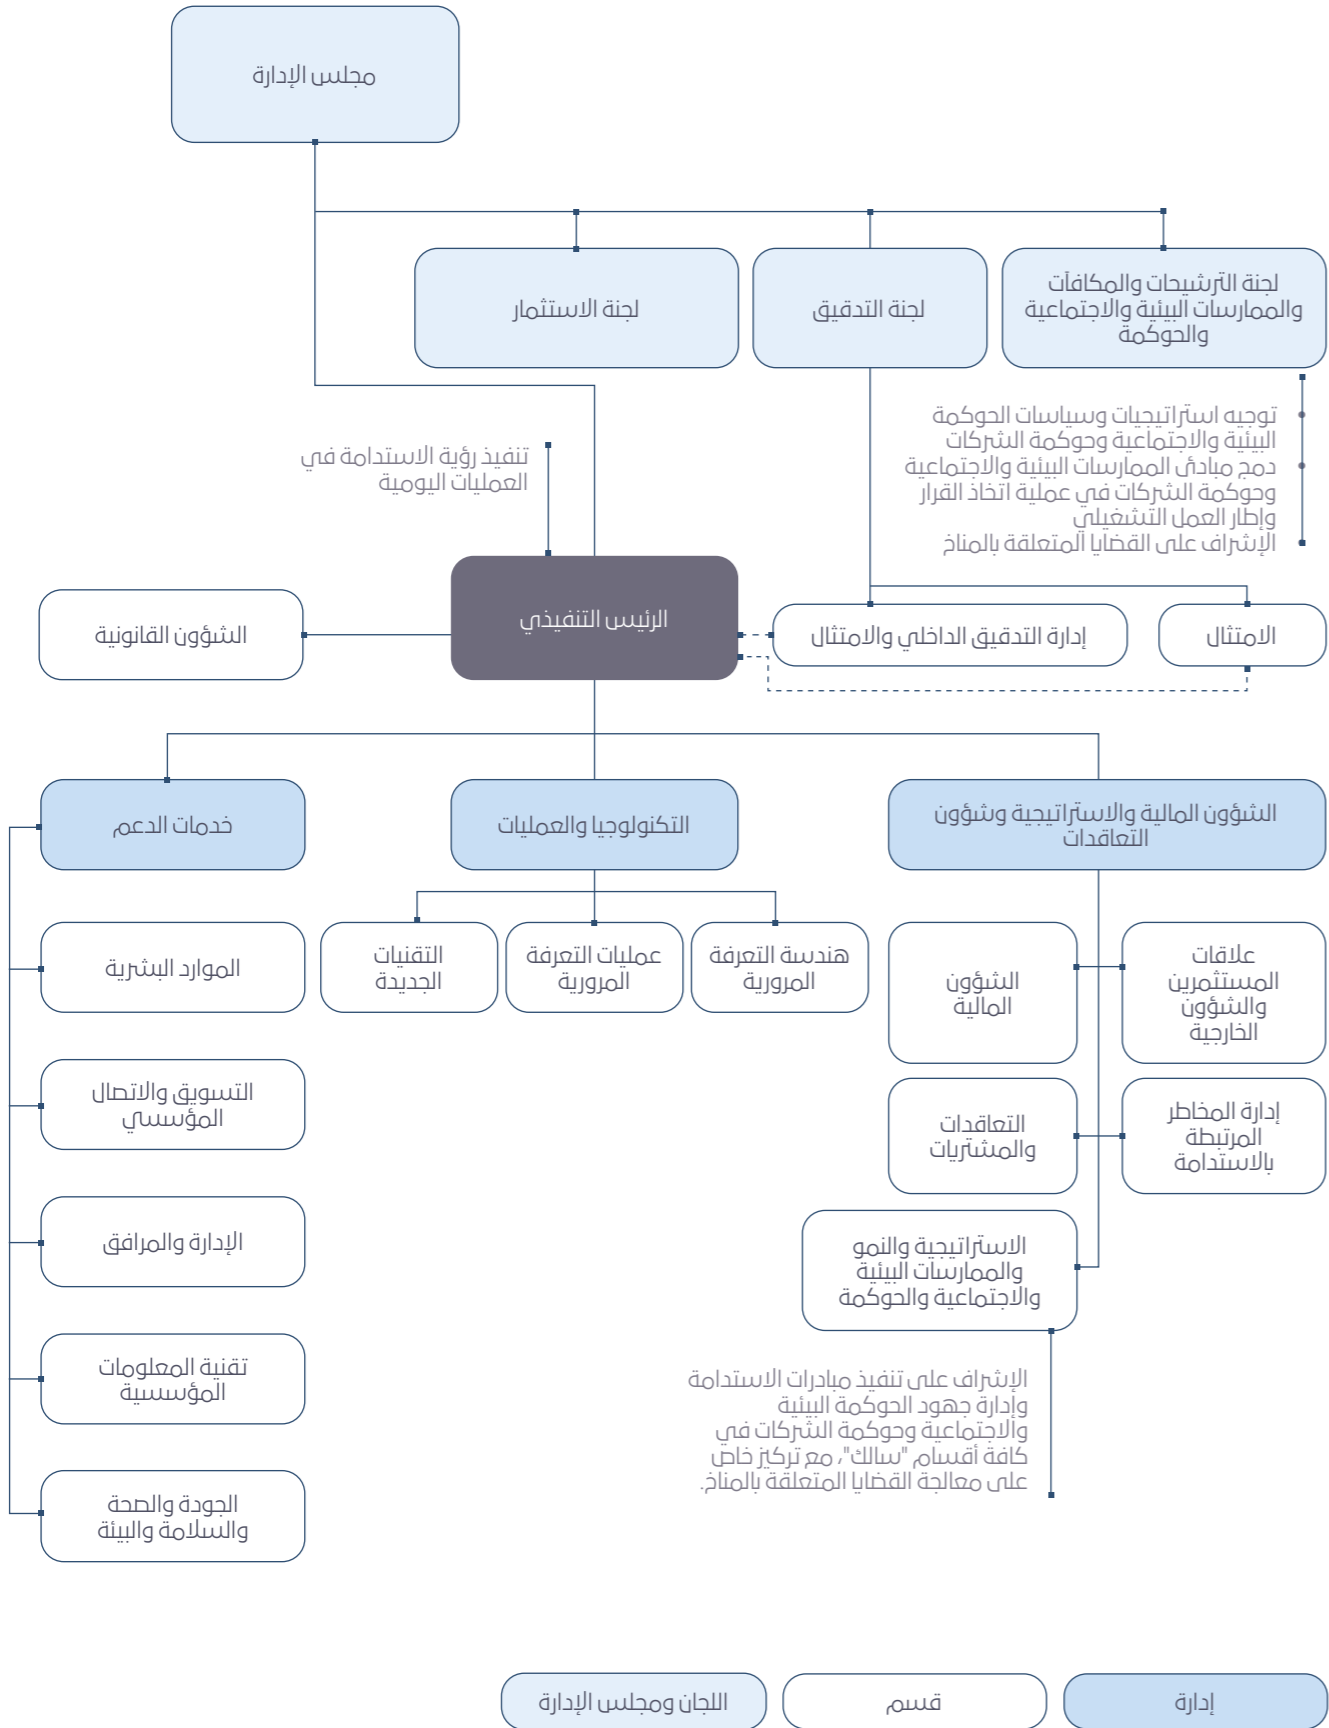 مجلس الإدارة
لجنة الترشيحات والمكافآت
والممارسات البيئية والاجتماعية
والحوكمة
لجنة التدقيق
لجنة الاستثمار
توجيه استراتيجيات وسياسات الحوكمة
البيئية والاجتماعية وحوكمة الشركات
دمج مبادئ الممارسات البيئية والاجتماعية
وحوكمة الشركات في عملية اتخاذ القرار
وإطار العمل التشغيلي
الإشراف على القضايا المتعلقة بالمناخ
تنفيذ رؤية الاستدامة في
العمليات اليومية
الامتثال
إدارة التدقيق الداخلي والامتثال
الرئيس التنفيذي
الشؤون القانونية
الشؤون المالية والاستراتيجية وشؤون
التعاقدات
التكنولوجيا والعمليات
خدمات الدعم
علاقات
المستثمرين
والشؤون
الخارجية
الشؤون
المالية
هندسة التعرفة
المرورية
عمليات التعرفة
المرورية
التقنيات
الجديدة
الموارد البشرية
إدارة المخاطر
المرتبطة
بالاستدامة
التعاقدات
والمشتريات
التسويق والاتصال
المؤسسي
الاستراتيجية والنمو
والممارسات البيئية
والاجتماعية والحوكمة
الإدارة والمرافق
الإشراف على تنفيذ مبادرات الاستدامة
وإدارة جهود الحوكمة البيئية
والاجتماعية وحوكمة الشركات في
كافة أقسام "سالك"، مع تركيز خاص
على معالجة القضايا المتعلقة بالمناخ.
تقنية المعلومات
المؤسسية
الجودة والصحة
والسلامة والبيئة
إدارة
قسم
اللجان ومجلس الإدارة